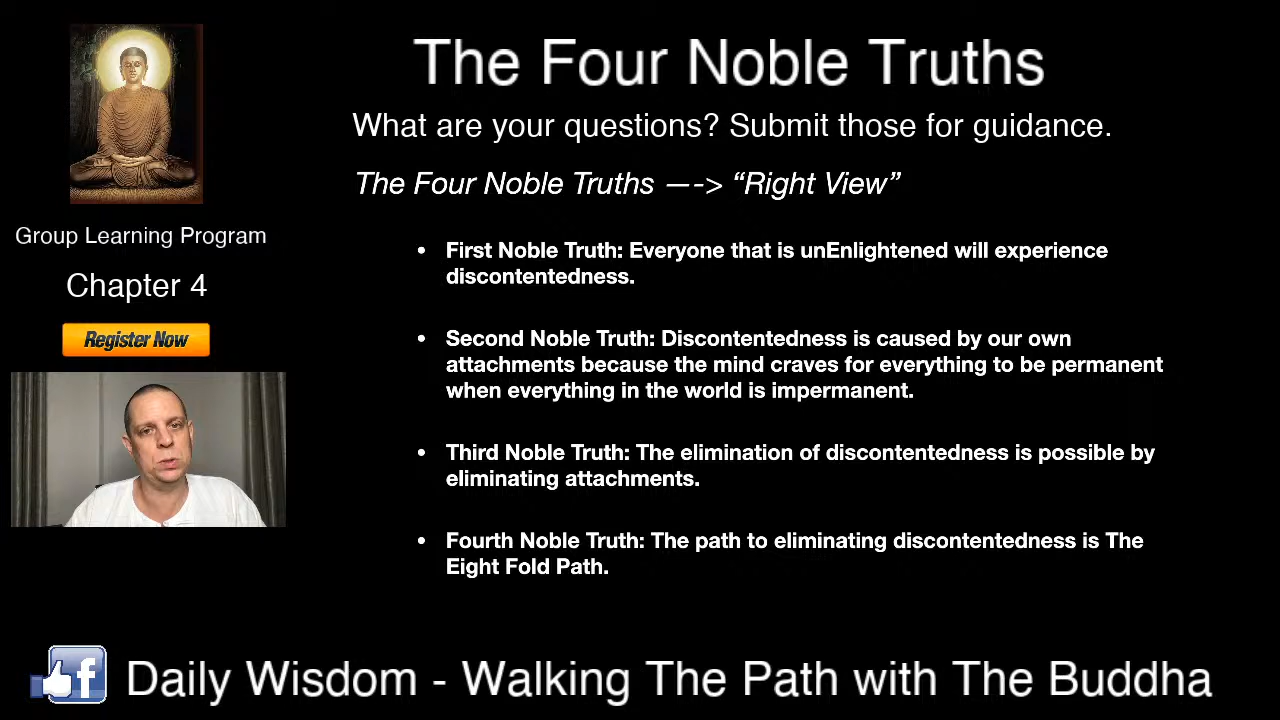 The Four Noble Truths
What are your questions? Submit those for guidance.
The Four Noble Truths —-> “Right View”
Group Learning Program
Chapter 4
Register Now
• First Noble Truth: Everyone that is unEnlightened will experience
discontentedness.
• Second Noble Truth: Discontentedness is caused by our own
attachments because the mind craves for everything to be permanent
when everything in the world is impermanent.
• Third Noble Truth: The elimination of discontentedness is possible by
eliminating attachments.
• Fourth Noble Truth: The path to eliminating discontentedness is The
Eight Fold Path.
f Daily Wisdom - Walking The Path with The Buddha